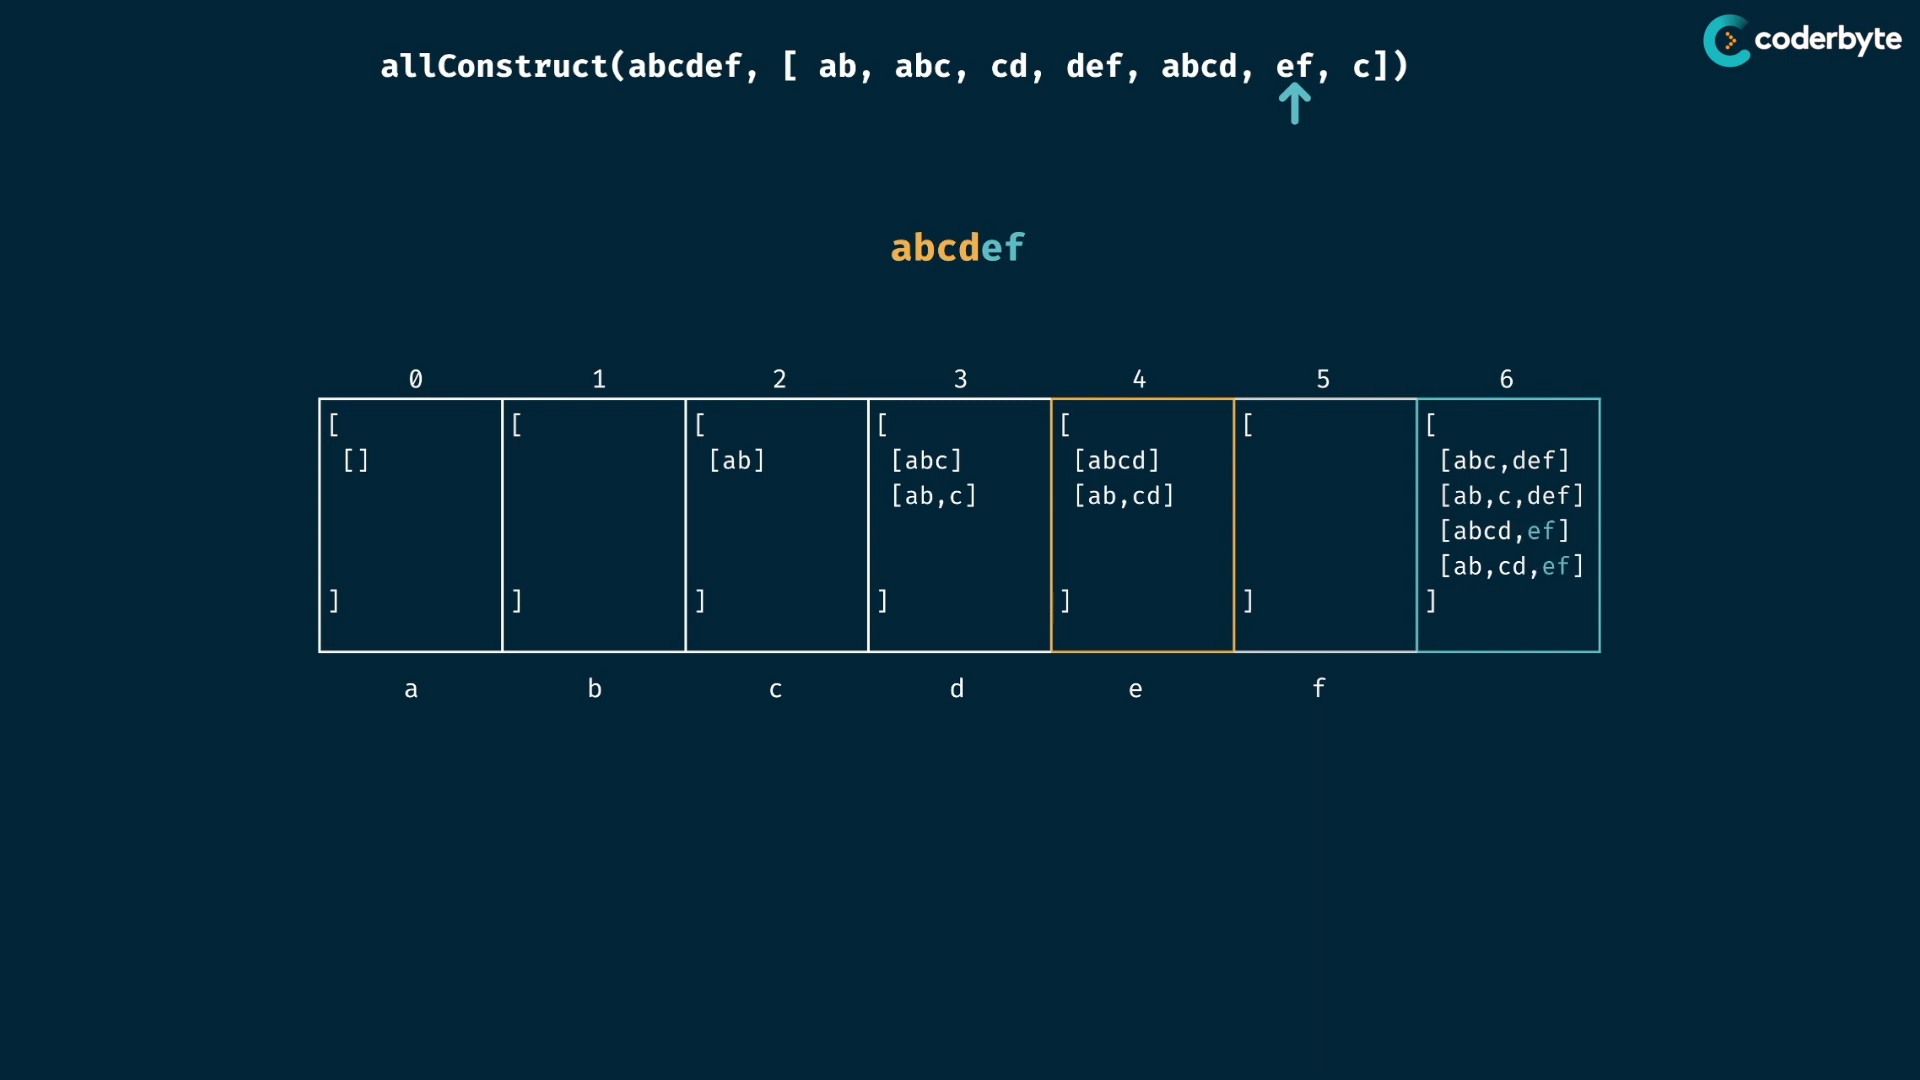 coderbyte
allConstruct(abcdef, [ ab, abc, cd, def, abcd, ef, c])
abcdef
0 1 2 3 4 5 6
[ [ [ [ [ [ [
[] [ab] [abc] [abcd] [abc,def]
[ab,c] [ab,cd] [ab,c,def]
[abcd,ef]
[ab,cd,ef]
] ] ] ] ] ] ]
a b c d e f